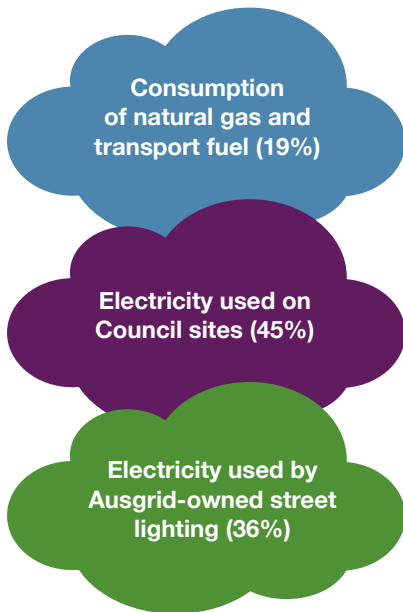 Consumption
of natural gas and
transport fuel (19%)
Electricity used on
Council sites (45%)
Electricity used by
Ausgrid-owned street
lighting (36%)